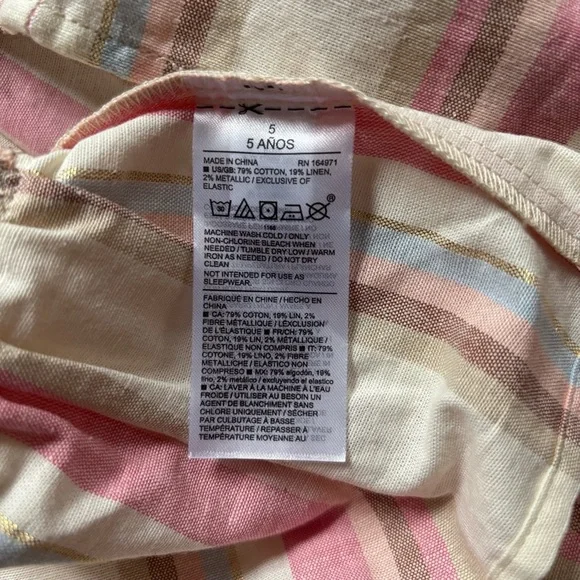 5
5 AÑOS
MADE IN CHINA RN 164971
■ US/GB: 79% COTTON, 19% LINEN,
2% METALLIC / EXCLUSIVE OF
ELASTIC
1166
MACHINE WASH COLD / ONLY
NON-CHLORINE BLEACH WHEN
NEEDED / TUMBLE DRY LOW / WARM
IRON AS NEEDED / DO NOT DRY
CLEAN
NOT INTENDED FOR USE AS
SLEEPWEAR.
FABRIQUÉ EN CHINE / HECHO EN
CHINA
■ CA: 79% COTON, 19% LIN, 2%
FIBRE MÉTALLIQUE / L'EXCLUSION
DE L'ÉLASTIQUE ■ FR/CH: 79%
COTON, 19% LIN, 2% MÉTALLIQUE /
ELASTIQUE NON COMPRIS ■ IT: 79%
COTONE, 19% LINO, 2% FIBRE
METALLICHE / ELASTICO NON
COMPRESO ■ MX: 79% algodón, 19%
lino, 2% metálico / excluyendo el elastico
■ CA: LAVER À LA MACHINE À L'EAU
FROIDE / UTILISER AU BESOIN UN
AGENT DE BLANCHIMENT SANS
CHLORE UNIQUEMENT / SÉCHER
PAR CULBUTAGE À BASSE
TEMPÉRATURE / REPASSER À
TEMPÉRATURE MOYENNE AU